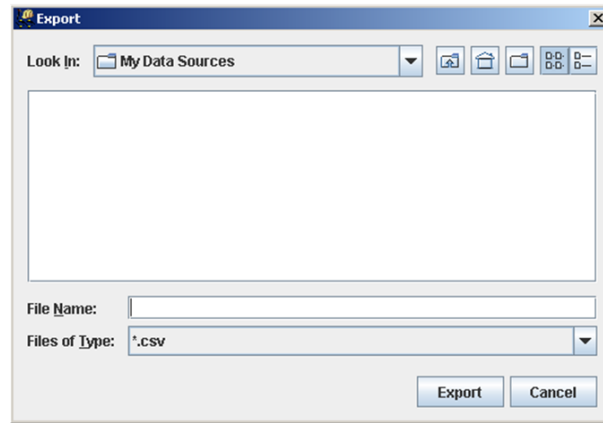 Export
Look In: My Data Sources
File Name:
Files of Type: *.csv
Export Cancel